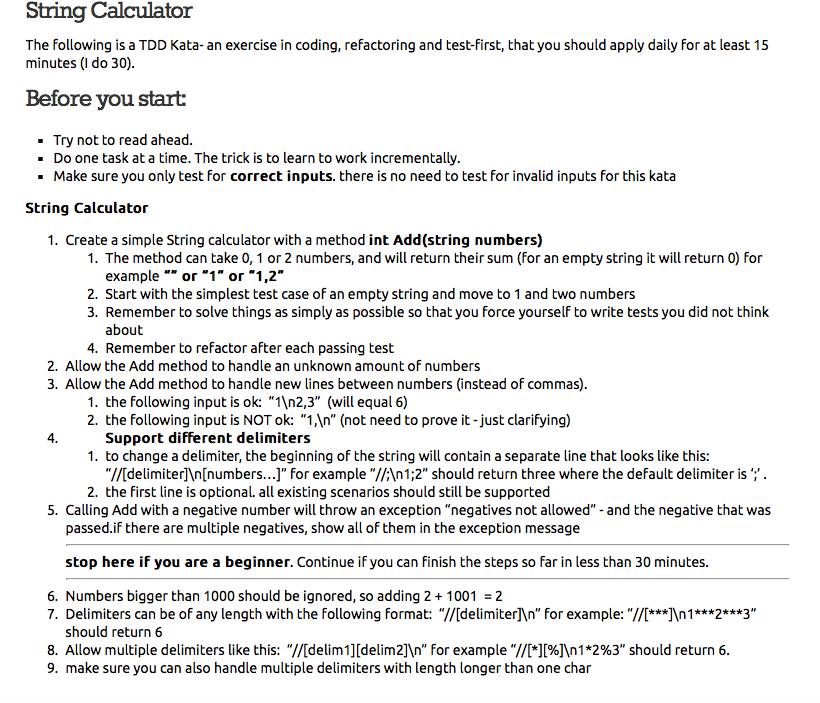 String Calculator
The following is a TDD Kata- an exercise in coding, refactoring and test-first, that you should apply daily for at least 15
minutes (I do 30).
Before you start:
▪ Try not to read ahead.
▪ Do one task at a time. The trick is to learn to work incrementally.
▪ Make sure you only test for correct inputs. there is no need to test for invalid inputs for this kata
String Calculator
1. Create a simple String calculator with a method int Add(string numbers)
1. The method can take 0, 1 or 2 numbers, and will return their sum (for an empty string it will return 0) for
example “” or “1” or “1,2”
2. Start with the simplest test case of an empty string and move to 1 and two numbers
3. Remember to solve things as simply as possible so that you force yourself to write tests you did not think
about
4. Remember to refactor after each passing test
2. Allow the Add method to handle an unknown amount of numbers
3. Allow the Add method to handle new lines between numbers (instead of commas).
1. the following input is ok: “1\n2,3” (will equal 6)
2. the following input is NOT ok: “1,\n” (not need to prove it - just clarifying)
4. Support different delimiters
1. to change a delimiter, the beginning of the string will contain a separate line that looks like this:
“//[delimiter]\n[numbers…]” for example “//;\n1;2” should return three where the default delimiter is ‘;’ .
2. the first line is optional. all existing scenarios should still be supported
5. Calling Add with a negative number will throw an exception “negatives not allowed” - and the negative that was
passed.if there are multiple negatives, show all of them in the exception message
stop here if you are a beginner. Continue if you can finish the steps so far in less than 30 minutes.
6. Numbers bigger than 1000 should be ignored, so adding 2 + 1001 = 2
7. Delimiters can be of any length with the following format: “//[delimiter]\n” for example: “//[***]\n1***2***3”
should return 6
8. Allow multiple delimiters like this: “//[delim1][delim2]\n” for example “//[*][%]\n1*2%3” should return 6.
9. make sure you can also handle multiple delimiters with length longer than one char